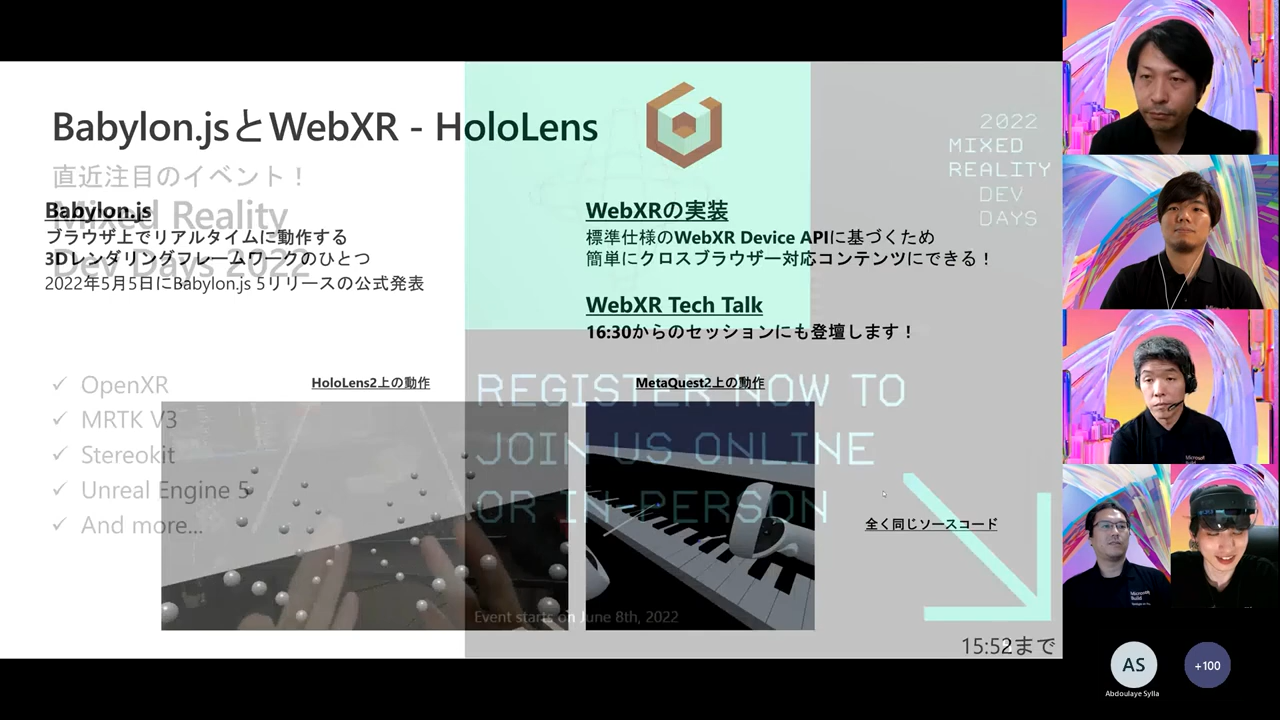 Babylon.jsとWebXR - HoloLens
直近注目のイベント！
Mixed Reality
Dev Days 2022
Babylon.js
ブラウザ上でリアルタイムに動作する
3Dレンダリングフレームワークのひとつ
2022年5月5日にBabylon.js 5リリースの公式発表
WebXRの実装
標準仕様のWebXR Device APIに基づくため
簡単にクロスブラウザー対応コンテンツにできる！
WebXR Tech Talk
16:30からのセッションにも登壇します！
2022
MIXED
REALITY
DEV
DAYS
OpenXR
MRTK V3
Stereokit
Unreal Engine 5
And more...
HoloLens2上の動作
MetaQuest2上の動作
REGISTER NOW TO
JOIN US ONLINE
OR IN-PERSON
全く同じソースコード
Event starts on June 8th, 2022
15:52まで
Microsoft
Build
AS
Abdoulaye Sylla
+100